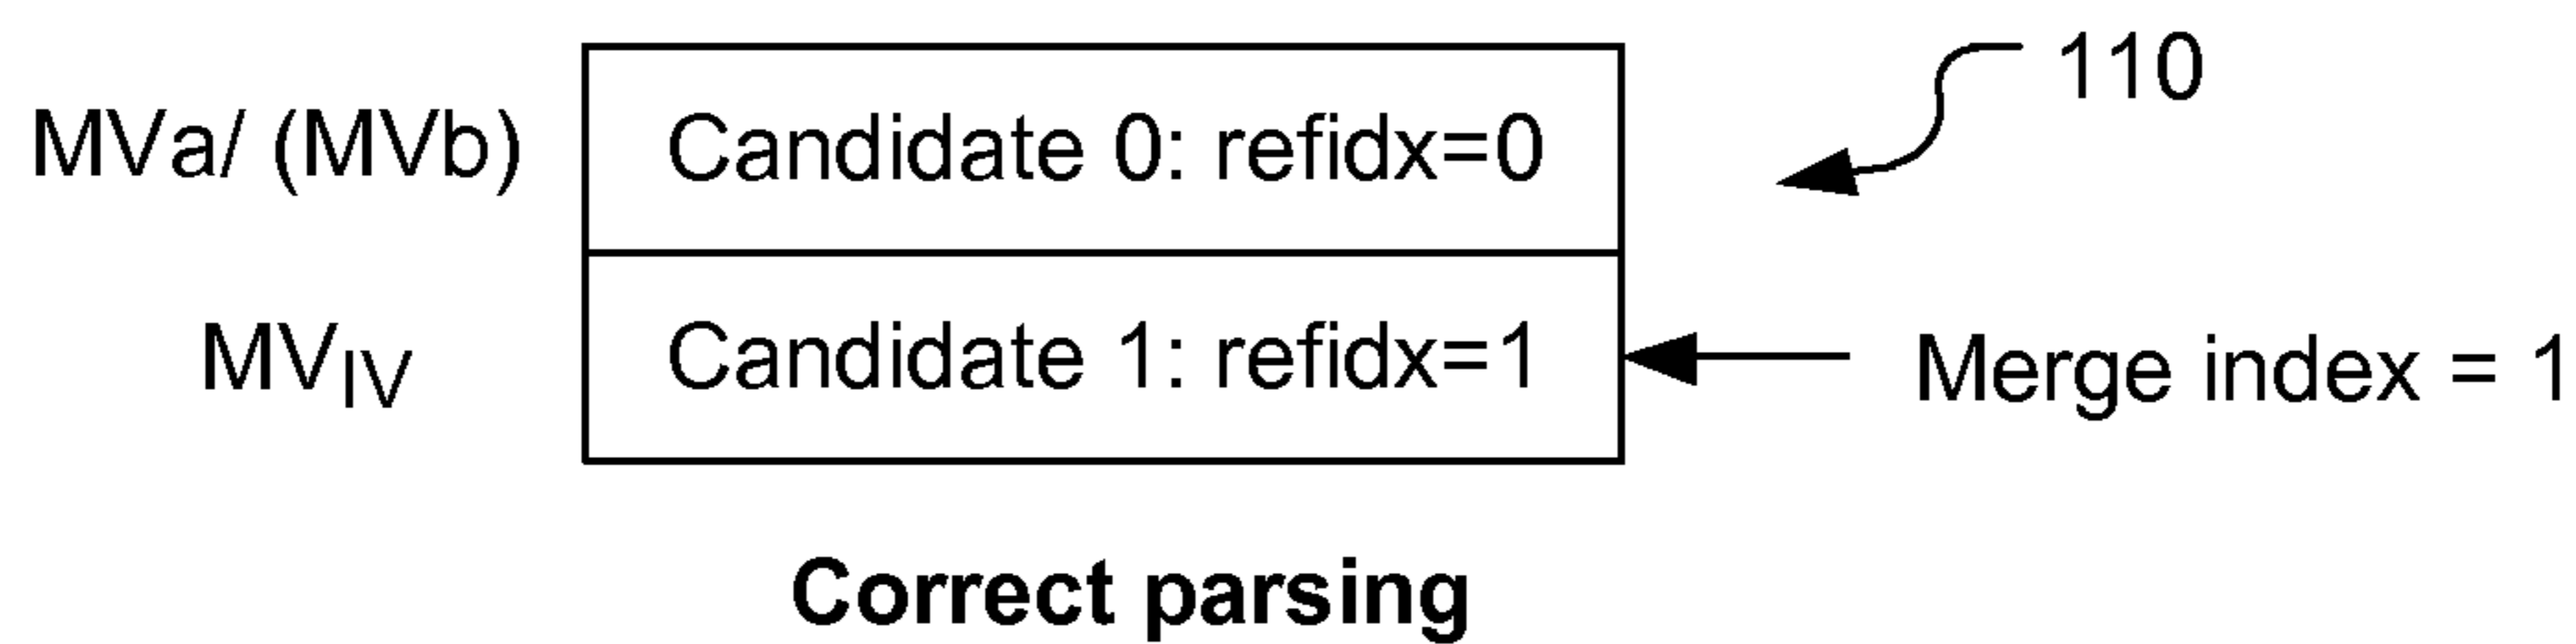 110
MVa/ (MVb) Candidate 0: refidx=0
MVIV Candidate 1: refidx=1 Merge index = 1
Correct parsing